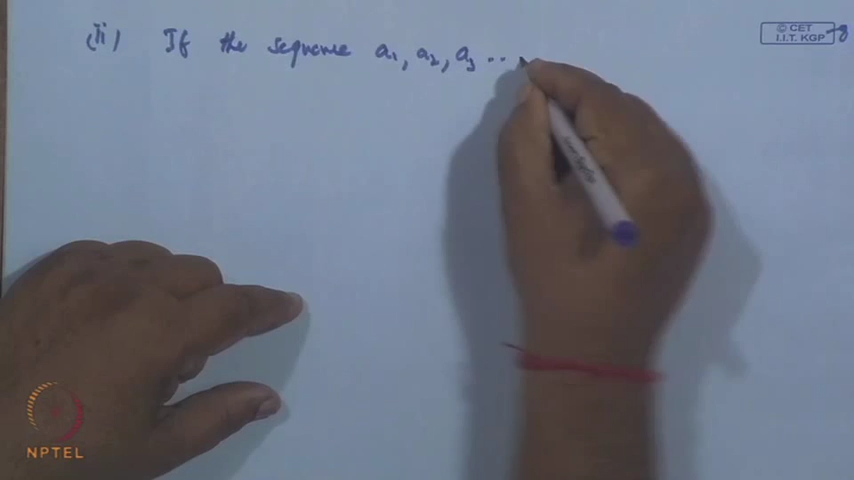 (ii) If the sequence a₁, a₂, a₃ ...
© CET
I.I.T. KGP
NPTEL